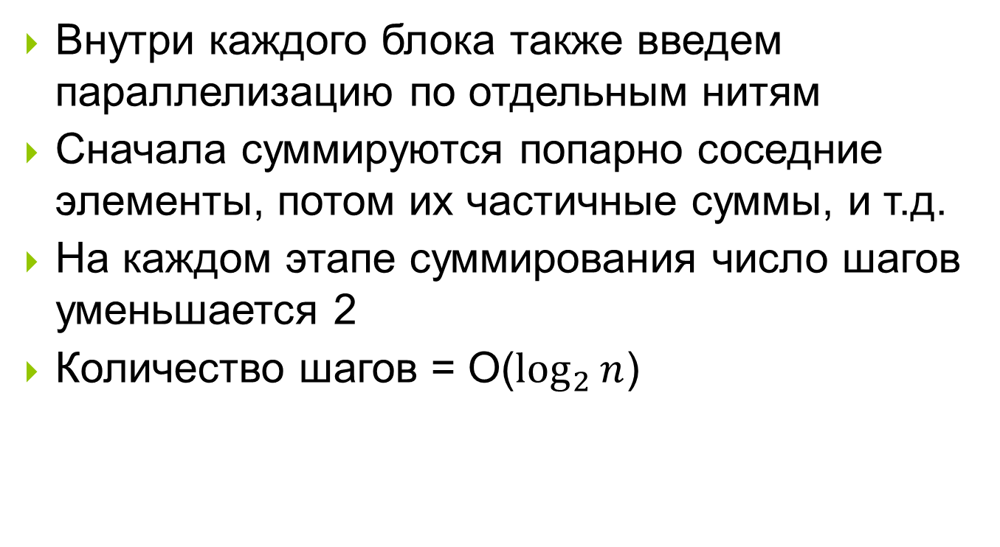 Внутри каждого блока также введем
параллелизацию по отдельным нитям
Сначала суммируются попарно соседние
элементы, потом их частичные суммы, и т.д.
На каждом этапе суммирования число шагов
уменьшается 2
Количество шагов = O(log₂ n)